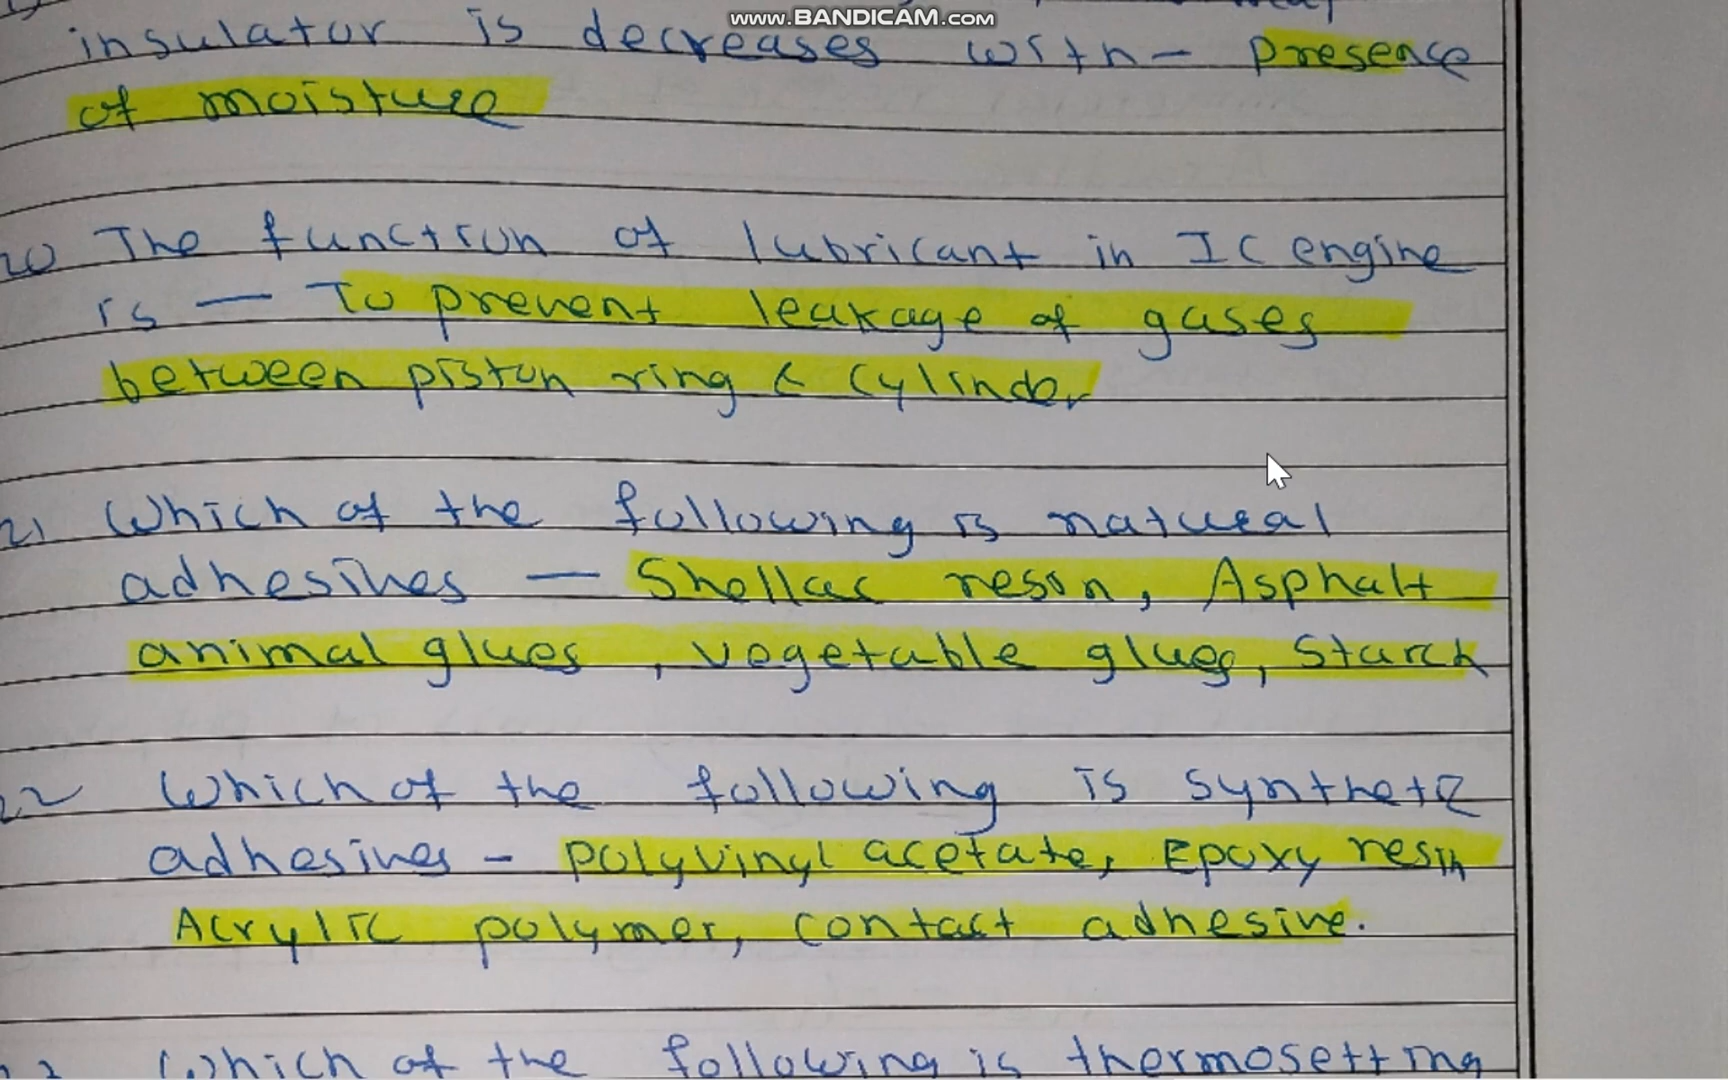 www.BANDICAM.com
insulator is decreases with - presence
of moisture
20 The function of lubricant in IC engine
is — To prevent leakage of gases
between piston ring & cylinder
21 Which of the following is natural
adhesives — Shellac resin, Asphalt
animal glues , vegetable glues, Starch
22 Which of the following is synthetic
adhesives - polyvinyl acetate, Epoxy resin
Acrylic polymer, contact adhesive.
Which of the following is thermosetting